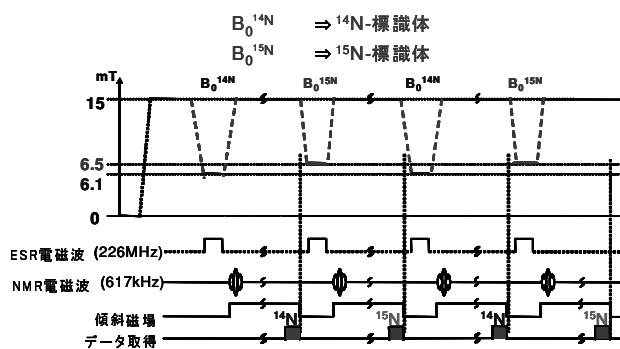 B₀¹⁴ᴺ ⇒ ¹⁴N-標識体
B₀¹⁵ᴺ ⇒ ¹⁵N-標識体
mT B₀¹⁴ᴺ B₀¹⁵ᴺ B₀¹⁴ᴺ B₀¹⁵ᴺ
15
6.5
6.1
0
ESR電磁波 (226MHz)
NMR電磁波 (617kHz)
傾斜磁場 ¹⁴N ¹⁵N ¹⁴N ¹⁵N
データ取得